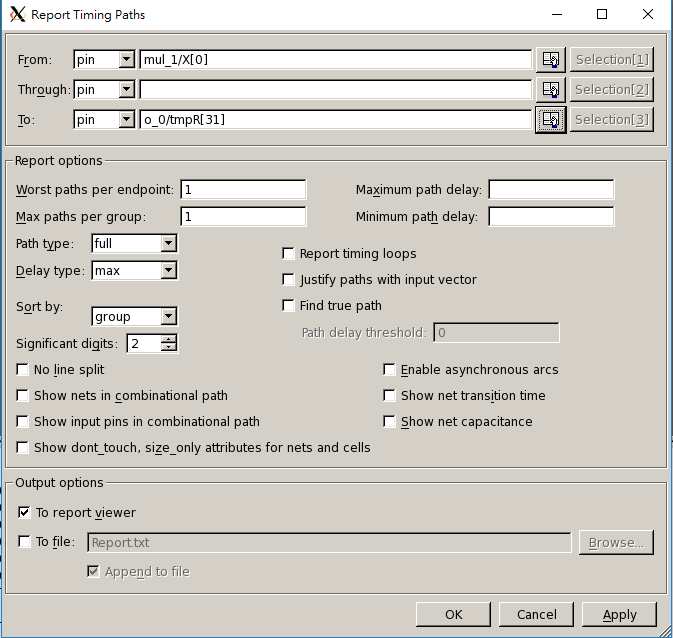 Report Timing Paths
From: pin mul_1/X[0] Selection[1]
Through: pin Selection[2]
To: pin o_0/tmpR[31] Selection[3]
Report options
Worst paths per endpoint: 1 Maximum path delay:
Max paths per group: 1 Minimum path delay:
Path type: full
Report timing loops
Delay type: max
Justify paths with input vector
Sort by: group
Find true path
Path delay threshold: 0
Significant digits: 2
No line split Enable asynchronous arcs
Show nets in combinational path Show net transition time
Show input pins in combinational path Show net capacitance
Show dont_touch, size_only attributes for nets and cells
Output options
To report viewer
To file: Report.txt Browse...
Append to file
OK Cancel Apply